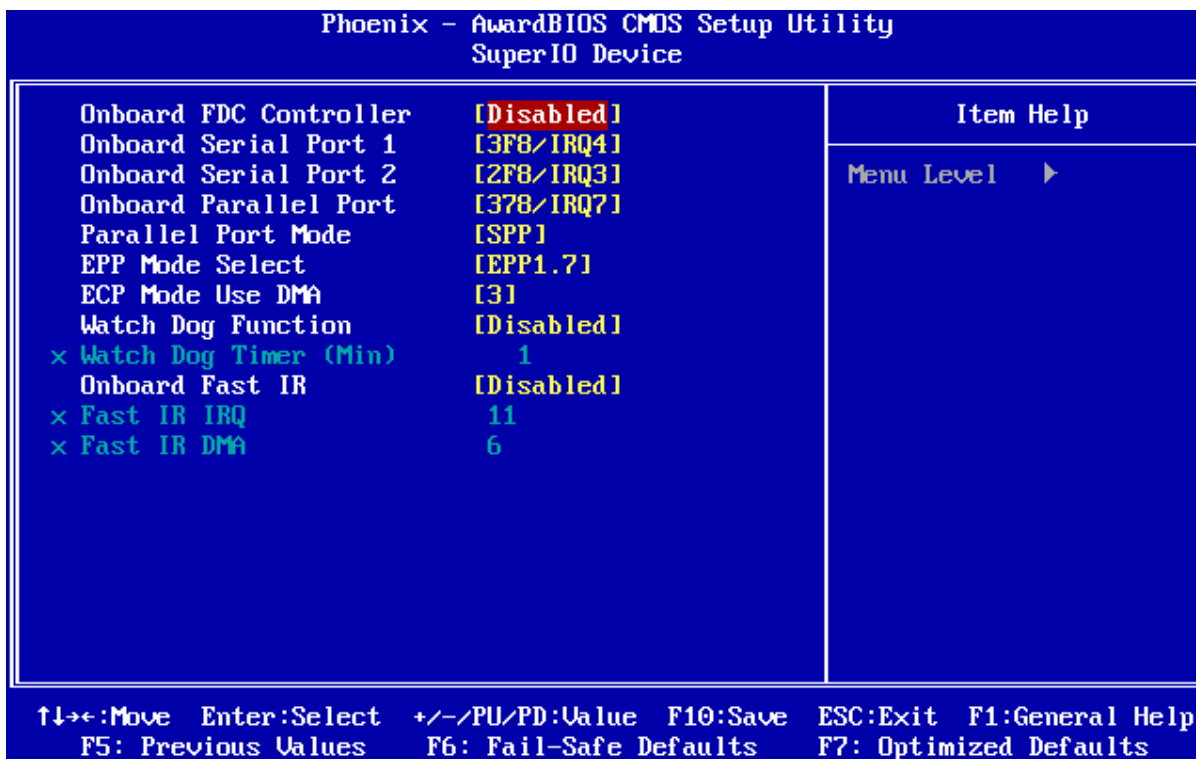 Phoenix - AwardBIOS CMOS Setup Utility
SuperIO Device
Onboard FDC Controller [Disabled]
Onboard Serial Port 1 [3F8/IRQ4]
Onboard Serial Port 2 [2F8/IRQ3]
Onboard Parallel Port [378/IRQ7]
Parallel Port Mode [SPP]
EPP Mode Select [EPP1.7]
ECP Mode Use DMA [3]
Watch Dog Function [Disabled]
x Watch Dog Timer (Min) 1
Onboard Fast IR [Disabled]
x Fast IR IRQ 11
x Fast IR DMA 6
Item Help
Menu Level ▶
↑↓→←:Move Enter:Select +/-/PU/PD:Value F10:Save ESC:Exit F1:General Help
F5: Previous Values F6: Fail-Safe Defaults F7: Optimized Defaults